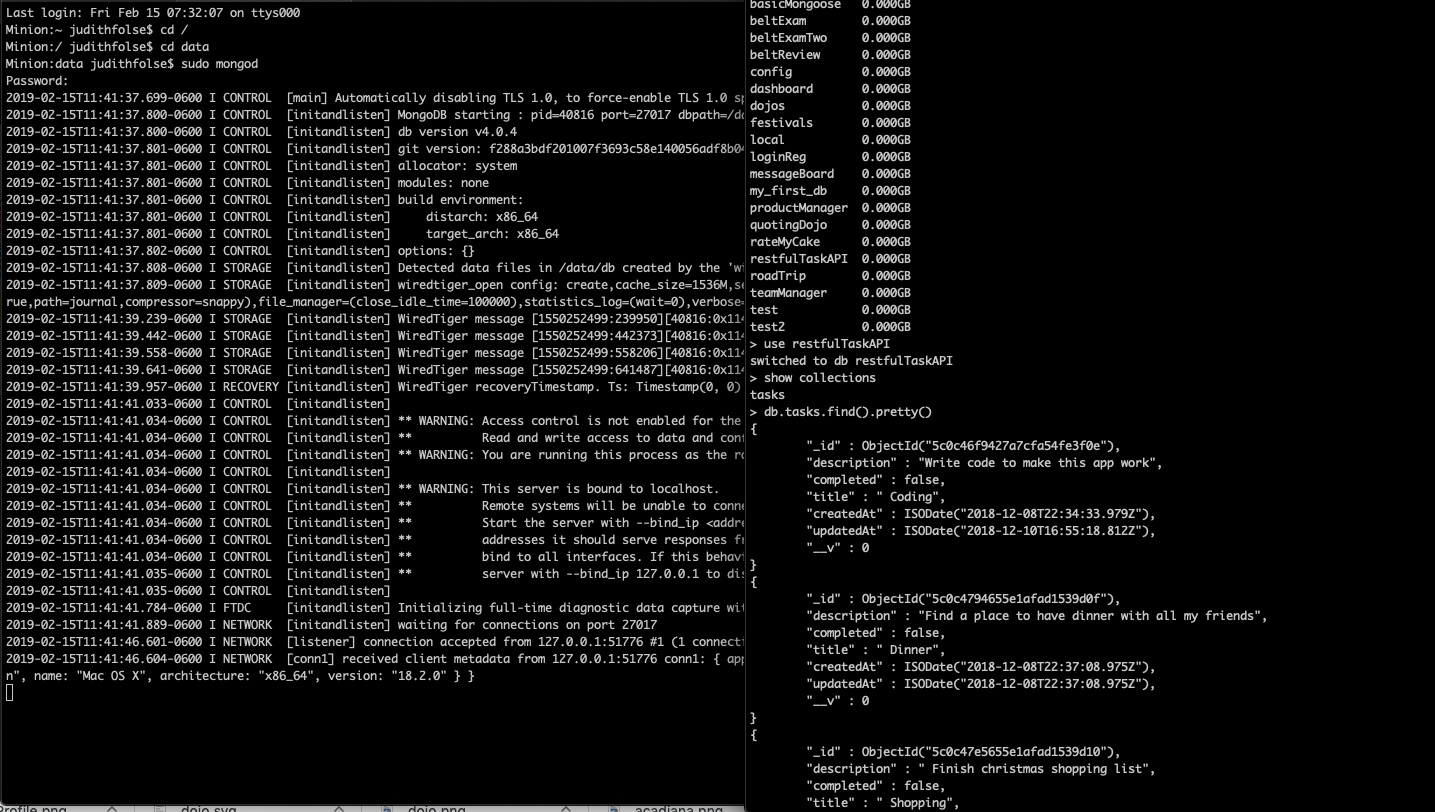 Last login: Fri Feb 15 07:32:07 on ttys000
Minion:~ judithfolse$ cd /
Minion:/ judithfolse$ cd data
Minion:data judithfolse$ sudo mongod
Password:
2019-02-15T11:41:37.699-0600 I CONTROL  [main] Automatically disabling TLS 1.0, to force-enable TLS 1.0 sp
2019-02-15T11:41:37.800-0600 I CONTROL  [initandlisten] MongoDB starting : pid=40816 port=27017 dbpath=/da
2019-02-15T11:41:37.800-0600 I CONTROL  [initandlisten] db version v4.0.4
2019-02-15T11:41:37.801-0600 I CONTROL  [initandlisten] git version: f288a3bdf201007f3693c58e140056adf8b04
2019-02-15T11:41:37.801-0600 I CONTROL  [initandlisten] allocator: system
2019-02-15T11:41:37.801-0600 I CONTROL  [initandlisten] modules: none
2019-02-15T11:41:37.801-0600 I CONTROL  [initandlisten] build environment:
2019-02-15T11:41:37.801-0600 I CONTROL  [initandlisten]     distarch: x86_64
2019-02-15T11:41:37.801-0600 I CONTROL  [initandlisten]     target_arch: x86_64
2019-02-15T11:41:37.802-0600 I CONTROL  [initandlisten] options: {}
2019-02-15T11:41:37.808-0600 I STORAGE  [initandlisten] Detected data files in /data/db created by the 'wi
2019-02-15T11:41:37.809-0600 I STORAGE  [initandlisten] wiredtiger_open config: create,cache_size=1536M,se
rue,path=journal,compressor=snappy),file_manager=(close_idle_time=100000),statistics_log=(wait=0),verbose=
2019-02-15T11:41:39.239-0600 I STORAGE  [initandlisten] WiredTiger message [1550252499:239950][40816:0x114
2019-02-15T11:41:39.442-0600 I STORAGE  [initandlisten] WiredTiger message [1550252499:442373][40816:0x114
2019-02-15T11:41:39.558-0600 I STORAGE  [initandlisten] WiredTiger message [1550252499:558206][40816:0x114
2019-02-15T11:41:39.641-0600 I STORAGE  [initandlisten] WiredTiger message [1550252499:641487][40816:0x114
2019-02-15T11:41:39.957-0600 I RECOVERY [initandlisten] WiredTiger recoveryTimestamp. Ts: Timestamp(0, 0)
2019-02-15T11:41:41.033-0600 I CONTROL  [initandlisten]
2019-02-15T11:41:41.034-0600 I CONTROL  [initandlisten] ** WARNING: Access control is not enabled for the
2019-02-15T11:41:41.034-0600 I CONTROL  [initandlisten] **          Read and write access to data and con
2019-02-15T11:41:41.034-0600 I CONTROL  [initandlisten] ** WARNING: You are running this process as the ro
2019-02-15T11:41:41.034-0600 I CONTROL  [initandlisten]
2019-02-15T11:41:41.034-0600 I CONTROL  [initandlisten] ** WARNING: This server is bound to localhost.
2019-02-15T11:41:41.034-0600 I CONTROL  [initandlisten] **          Remote systems will be unable to conne
2019-02-15T11:41:41.034-0600 I CONTROL  [initandlisten] **          Start the server with --bind_ip <addre
2019-02-15T11:41:41.034-0600 I CONTROL  [initandlisten] **          addresses it should serve responses fr
2019-02-15T11:41:41.034-0600 I CONTROL  [initandlisten] **          bind to all interfaces. If this behavi
2019-02-15T11:41:41.035-0600 I CONTROL  [initandlisten] **          server with --bind_ip 127.0.0.1 to dis
2019-02-15T11:41:41.035-0600 I CONTROL  [initandlisten]
2019-02-15T11:41:41.784-0600 I FTDC     [initandlisten] Initializing full-time diagnostic data capture wit
2019-02-15T11:41:41.889-0600 I NETWORK  [initandlisten] waiting for connections on port 27017
2019-02-15T11:41:46.601-0600 I NETWORK  [listener] connection accepted from 127.0.0.1:51776 #1 (1 connecti
2019-02-15T11:41:46.604-0600 I NETWORK  [conn1] received client metadata from 127.0.0.1:51776 conn1: { app
n", name: "Mac OS X", architecture: "x86_64", version: "18.2.0" } }
basicMongoose   0.000GB
beltExam        0.000GB
beltExamTwo     0.000GB
beltReview      0.000GB
config          0.000GB
dashboard       0.000GB
dojos           0.000GB
festivals       0.000GB
local           0.000GB
loginReg        0.000GB
messageBoard    0.000GB
my_first_db     0.000GB
productManager  0.000GB
quotingDojo     0.000GB
rateMyCake      0.000GB
restfulTaskAPI  0.000GB
roadTrip        0.000GB
teamManager     0.000GB
test            0.000GB
test2           0.000GB
> use restfulTaskAPI
switched to db restfulTaskAPI
> show collections
tasks
> db.tasks.find().pretty()
{
"_id" : ObjectId("5c0c46f9427a7cfa54fe3f0e"),
"description" : "Write code to make this app work",
"completed" : false,
"title" : " Coding",
"createdAt" : ISODate("2018-12-08T22:34:33.979Z"),
"updatedAt" : ISODate("2018-12-10T16:55:18.812Z"),
"__v" : 0
}
{
"_id" : ObjectId("5c0c4794655e1afad1539d0f"),
"description" : "Find a place to have dinner with all my friends",
"completed" : false,
"title" : " Dinner",
"createdAt" : ISODate("2018-12-08T22:37:08.975Z"),
"updatedAt" : ISODate("2018-12-08T22:37:08.975Z"),
"__v" : 0
}
{
"_id" : ObjectId("5c0c47e5655e1afad1539d10"),
"description" : " Finish christmas shopping list",
"completed" : false,
"title" : " Shopping",
Profile.png
dojo.svg
dojo.png
acadiana.png